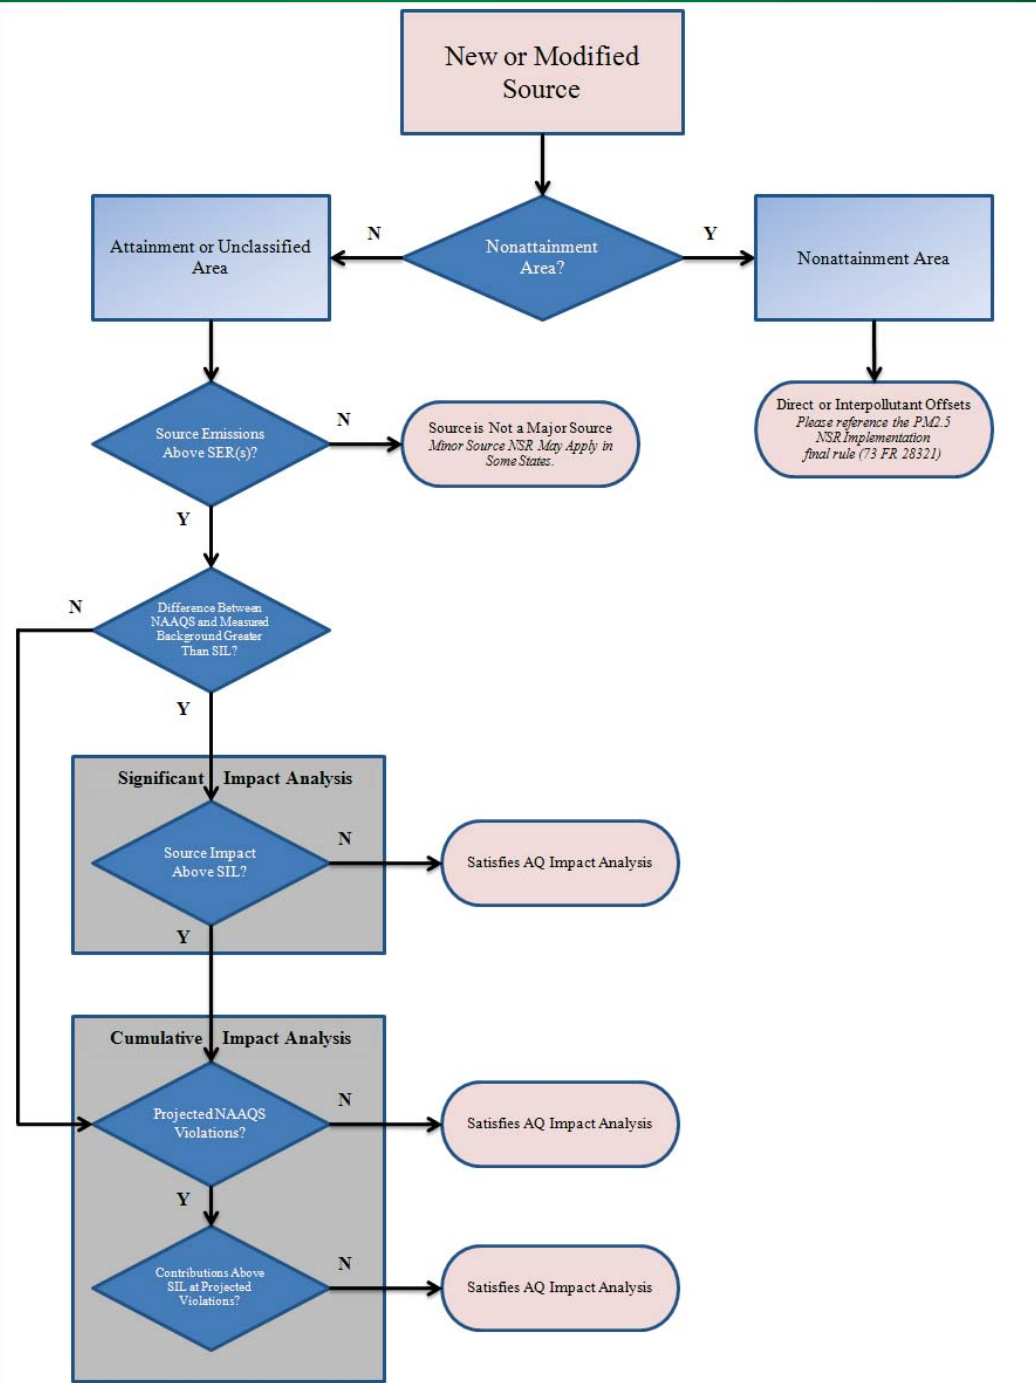 New or Modified
Source
N
Y
Attainment or Unclassified
Area
Nonattainment
Area?
Nonattainment Area
Source Emissions
Above SER(s)?
N
Source is Not a Major Source
Minor Source NSR May Apply in
Some States.
Direct or Interpollutant Offsets
Please reference the PM2.5
NSR Implementation
final rule (73 FR 28321)
Y
N
Difference Between
NAAQS and Measured
Background Greater
Than SIL?
Y
Significant Impact Analysis
Source Impact
Above SIL?
N
Satisfies AQ Impact Analysis
Y
Cumulative Impact Analysis
Projected NAAQS
Violations?
N
Satisfies AQ Impact Analysis
Y
Contributions Above
SIL at Projected
Violations?
N
Satisfies AQ Impact Analysis